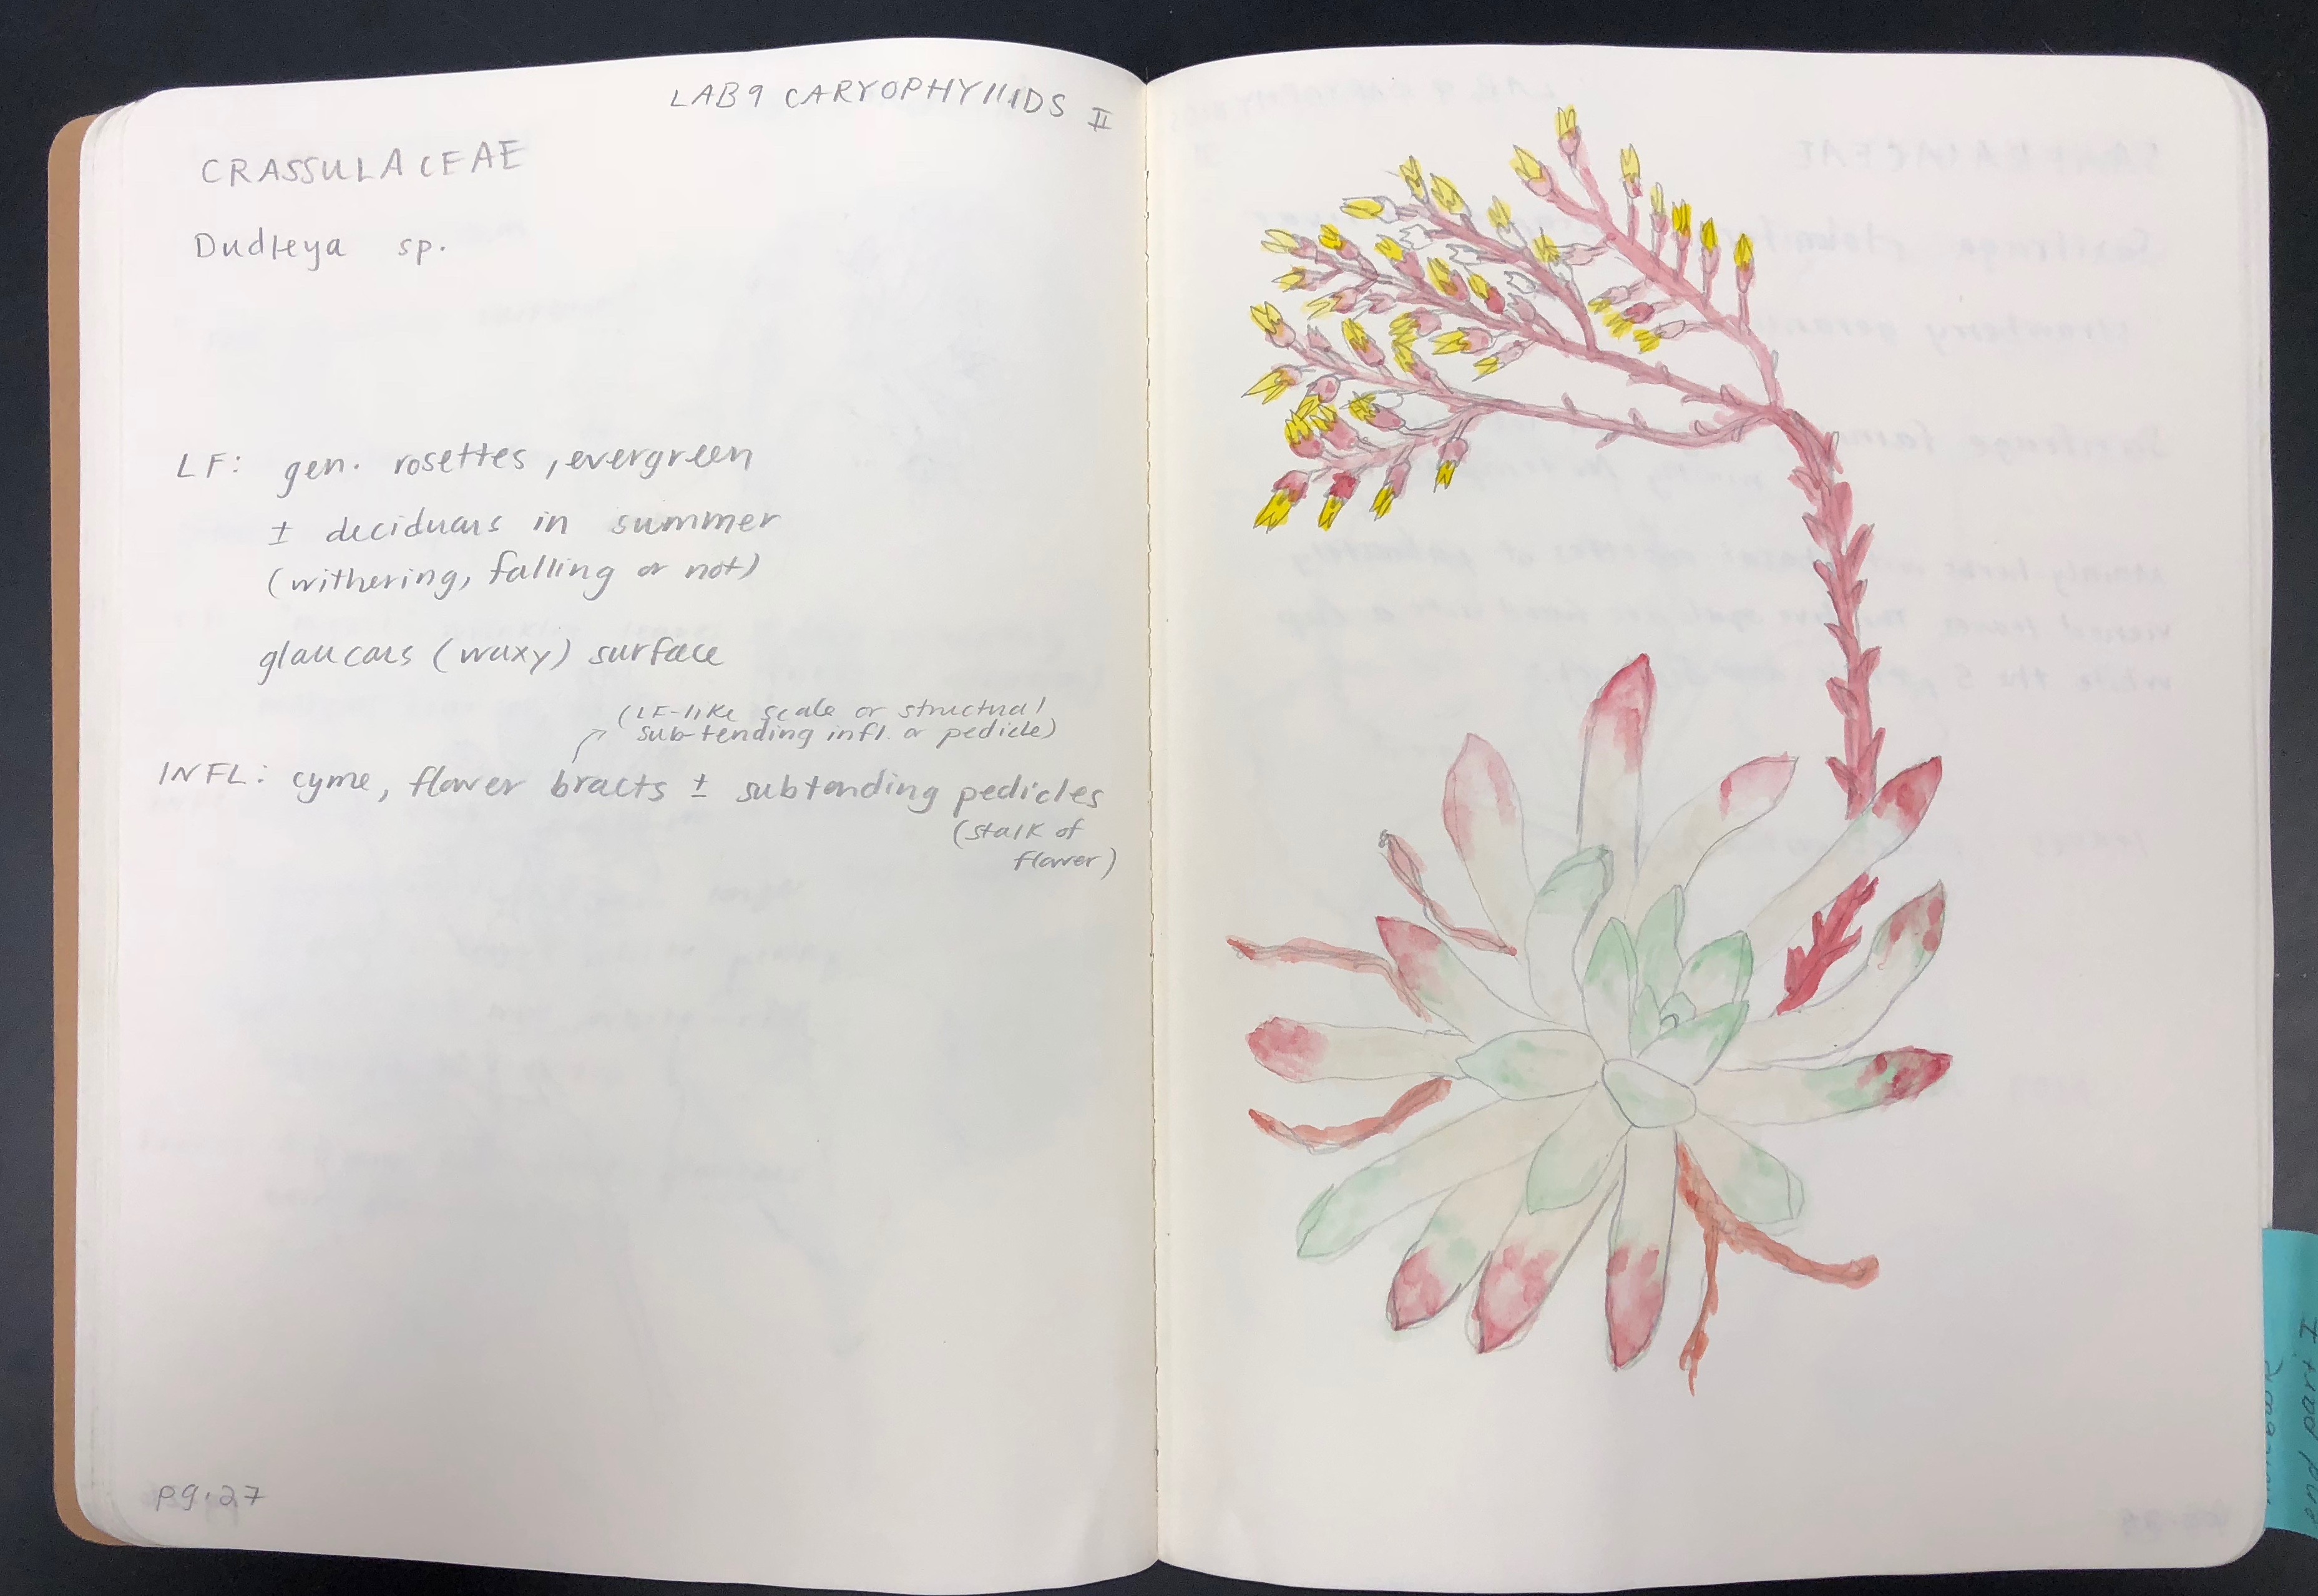 LAB 9 CARYOPHYllIDS II
CRASSULACEAE
Dudleya sp.
LF: gen. rosettes, evergreen
± deciduous in summer
(withering, falling or not)
glaucous (waxy) surface
(LF-like scale or structural
sub-tending infl. or pedicle)
INFL: cyme, flower bracts ± subtending pedicles
(stalk of
flower)
pg. 27
end part I